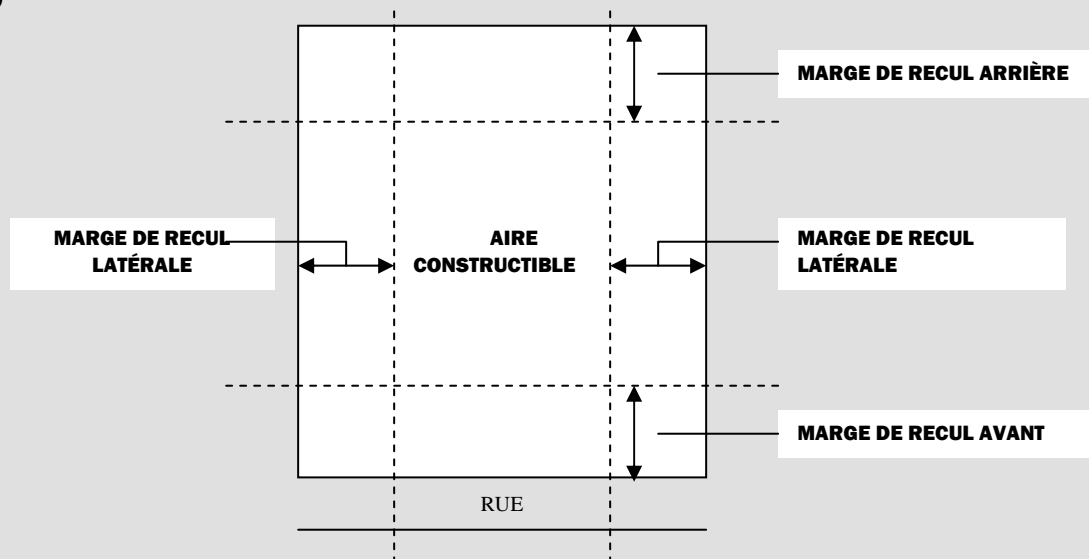 MARGE DE RECUL ARRIÈRE
MARGE DE RECUL
LATÉRALE
AIRE
CONSTRUCTIBLE
MARGE DE RECUL
LATÉRALE
MARGE DE RECUL AVANT
RUE